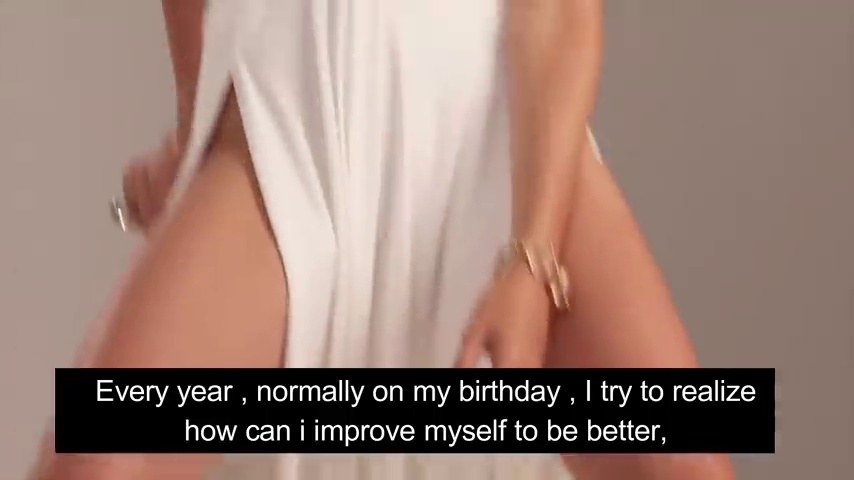 Every year , normally on my birthday , I try to realize
how can i improve myself to be better,